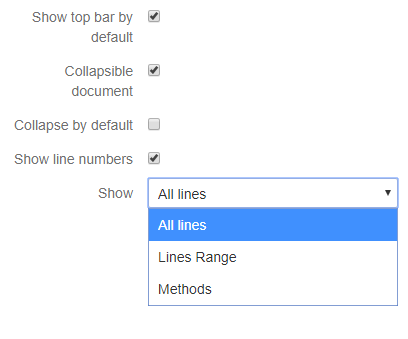 Show top bar by
default
Collapsible
document
Collapse by default
Show line numbers
Show
All lines
All lines
Lines Range
Methods